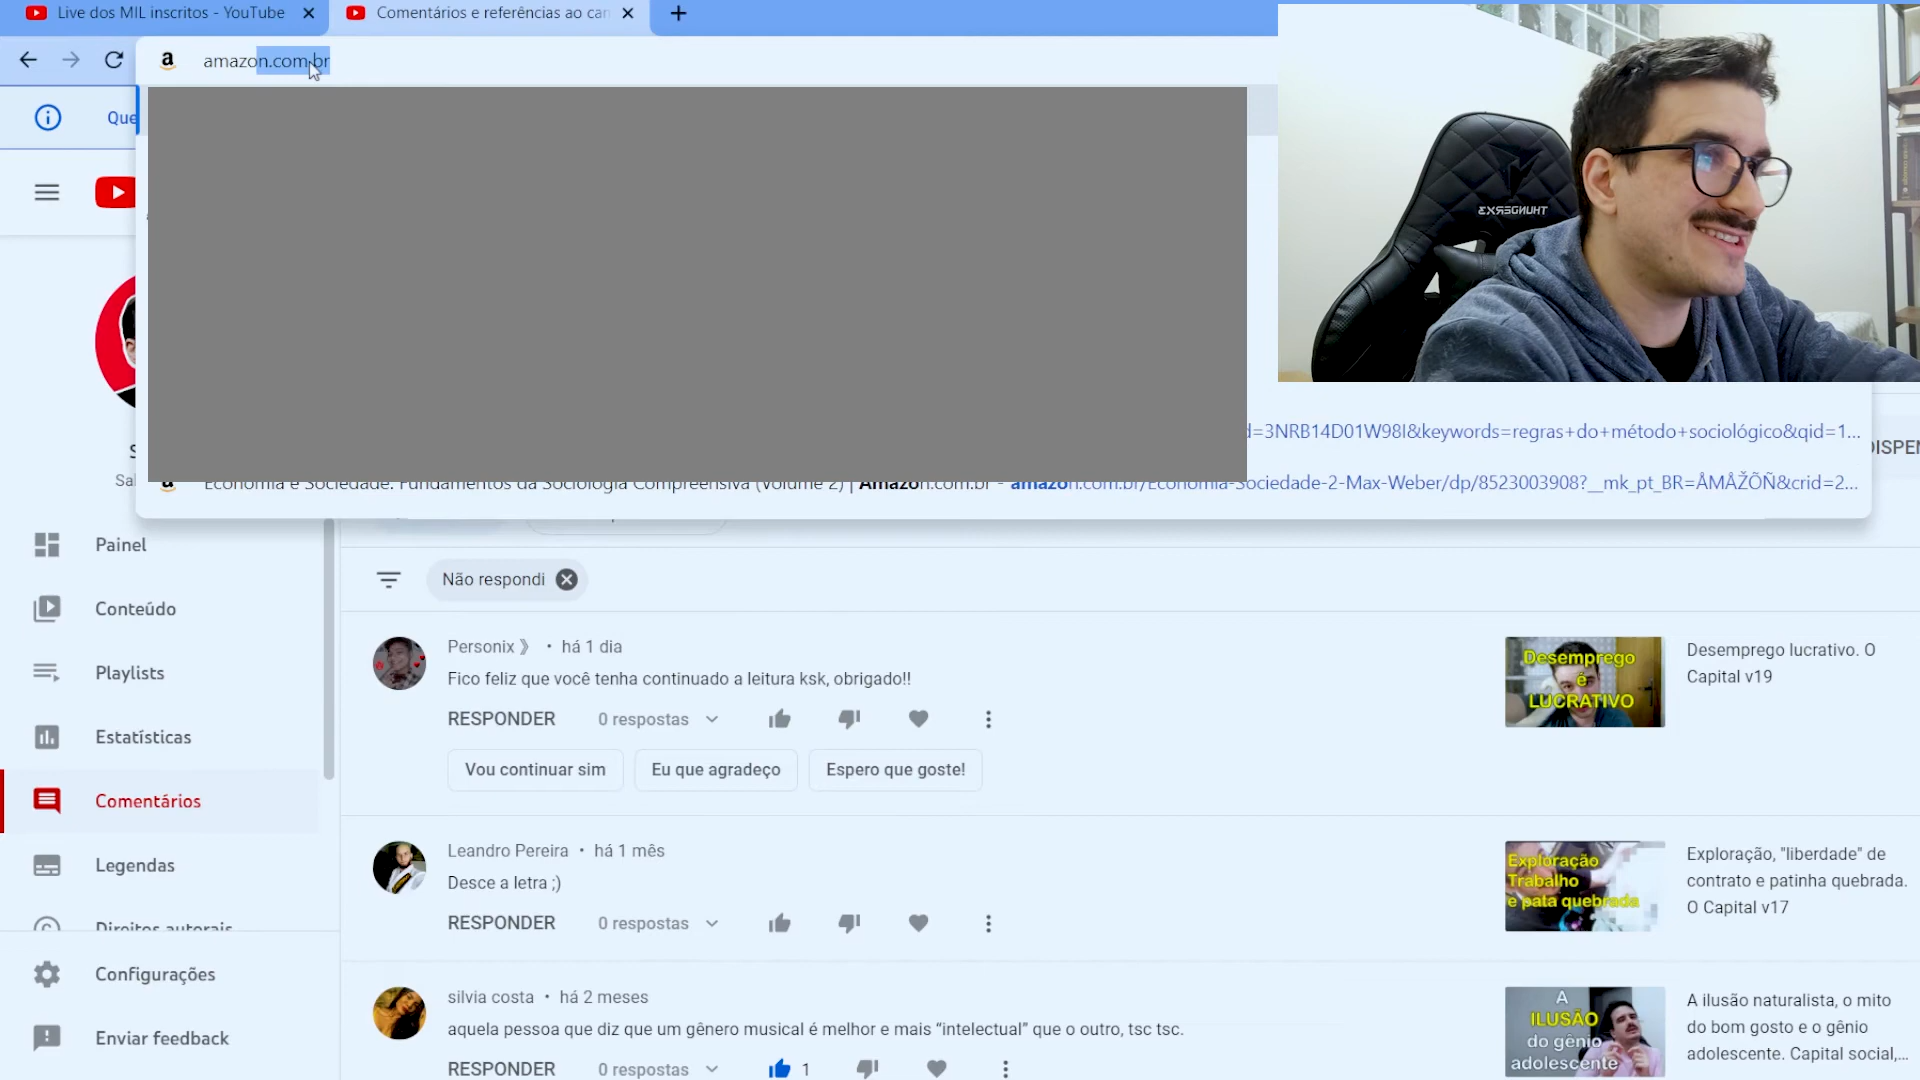 Live dos MIL inscritos - YouTube
Comentários e referências ao can
amazon.com.br
Que
THUNDERX3
d=3NRB14D01W98I&keywords=regras+do+método+sociológico&qid=1...
DISPEN
Economia e Sociedade: Fundamentos da Sociologia Compreensiva (Volume 2) | Amazon.com.br - amazon.com.br/Economia-Sociedade-2-Max-Weber/dp/8523003908?__mk_pt_BR=ÅMÅŽÕÑ&crid=2...
S
Sal
Painel
Conteúdo
Playlists
Estatísticas
Comentários
Legendas
Direitos autorais
Configurações
Enviar feedback
Não respondi
Personix 》 • há 1 dia
Fico feliz que você tenha continuado a leitura ksk, obrigado!!
RESPONDER 0 respostas
Vou continuar sim Eu que agradeço Espero que goste!
Desemprego
é
LUCRATIVO
Desemprego lucrativo. O
Capital v19
Leandro Pereira • há 1 mês
Desce a letra ;)
RESPONDER 0 respostas
Exploração
Trabalho
e pata quebrada
Exploração, "liberdade" de
contrato e patinha quebrada.
O Capital v17
silvia costa • há 2 meses
aquela pessoa que diz que um gênero musical é melhor e mais “intelectual” que o outro, tsc tsc.
RESPONDER 0 respostas 1
A
ILUSÃO
do gênio
adolescente
A ilusão naturalista, o mito
do bom gosto e o gênio
adolescente. Capital social,...